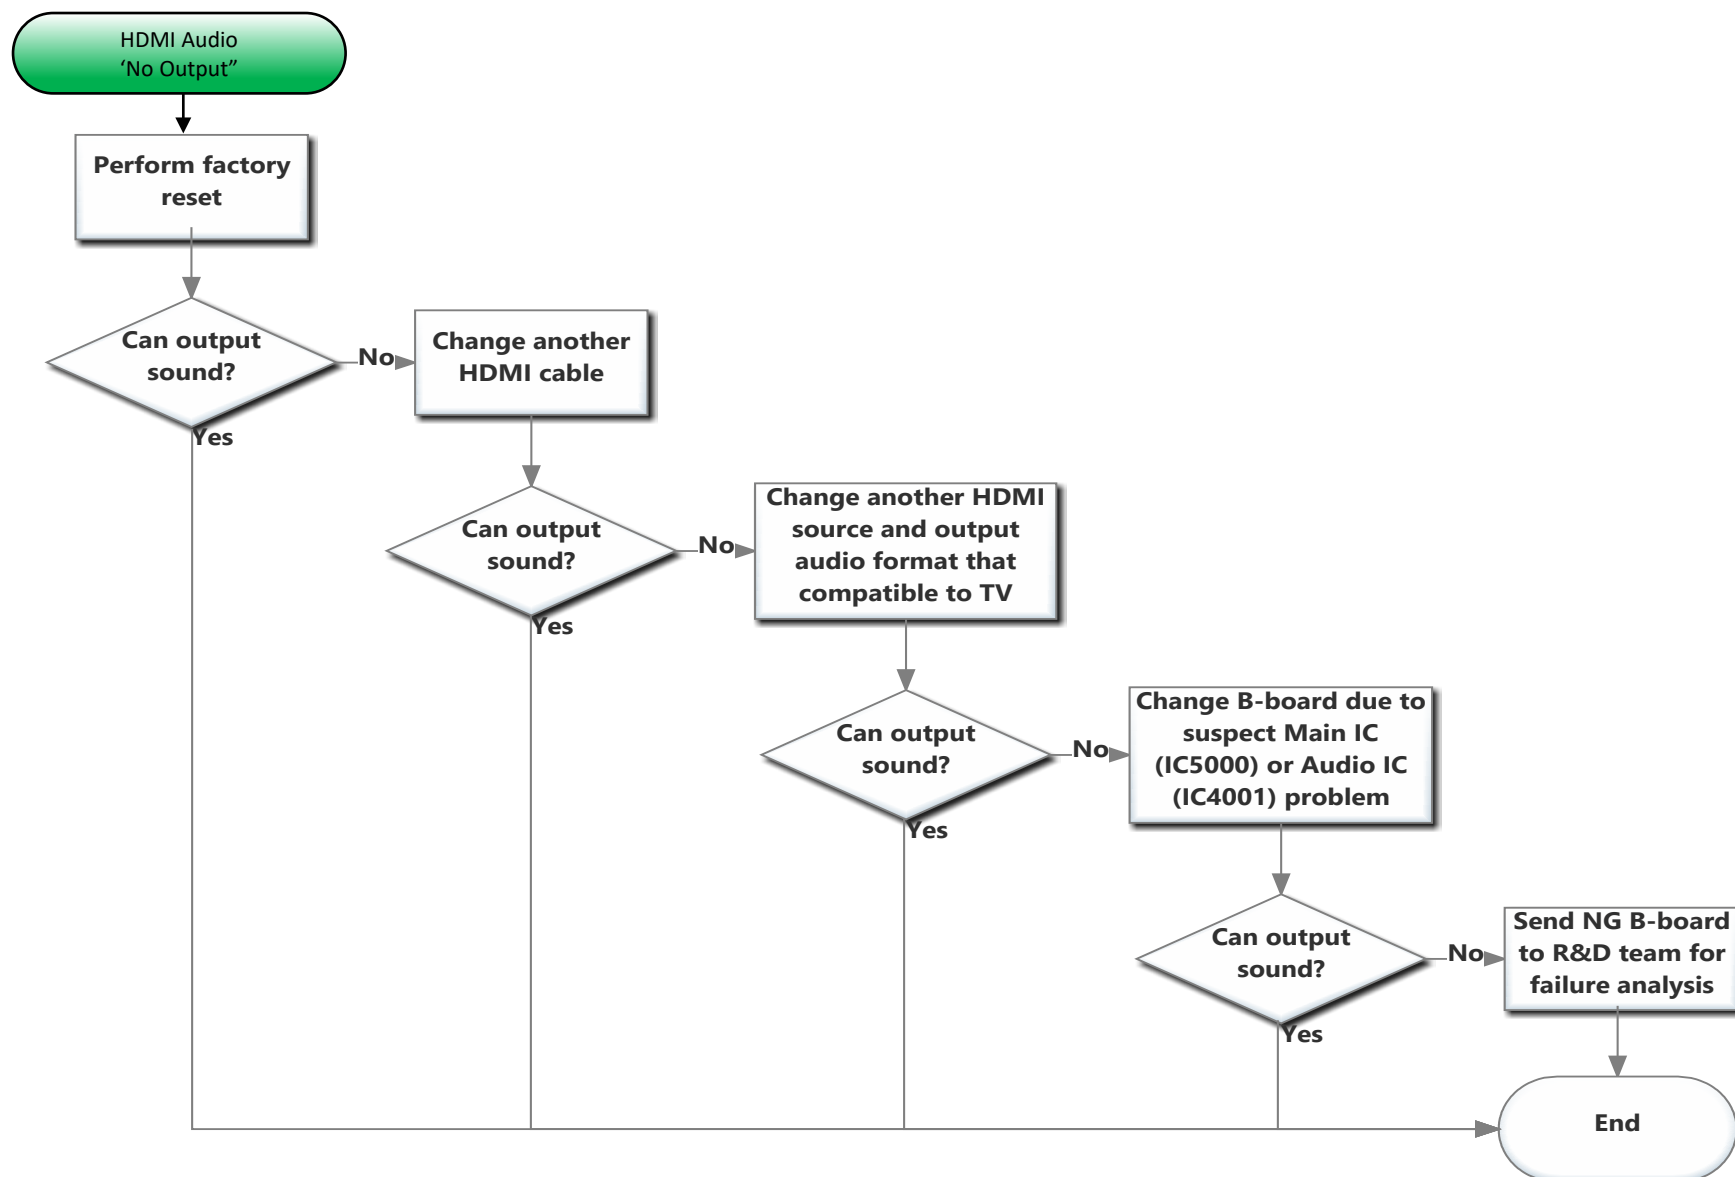 HDMI Audio
‘No Output”
Perform factory
reset
Can output
sound?
No
Yes
Change another
HDMI cable
Can output
sound?
No
Yes
Change another HDMI
source and output
audio format that
compatible to TV
Can output
sound?
No
Yes
Change B-board due to
suspect Main IC
(IC5000) or Audio IC
(IC4001) problem
Can output
sound?
No
Yes
Send NG B-board
to R&D team for
failure analysis
End